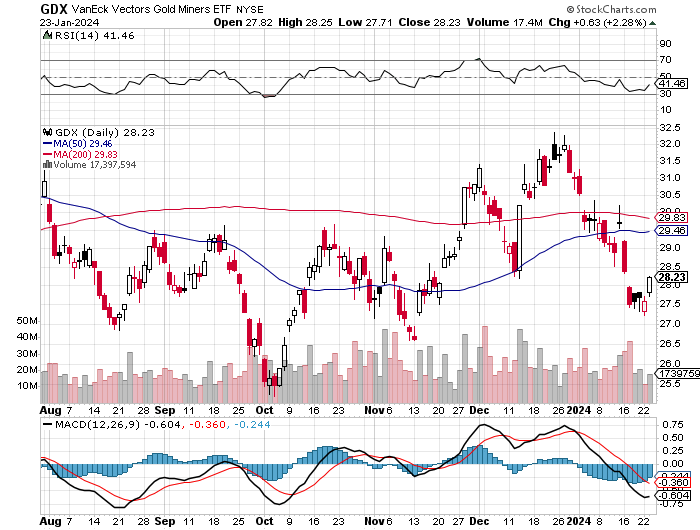 GDX VanEck Vectors Gold Miners ETF NYSE © StockCharts.com
23-Jan-2024 Open 27.82 High 28.25 Low 27.71 Close 28.23 Volume 17.4M Chg +0.63 (+2.28%)
RSI(14) 41.46
90
70
50
41.46
30
10
GDX (Daily) 28.23
MA(50) 29.46
MA(200) 29.83
Volume 17,397,594
32.5
32.0
31.5
31.0
30.5
30.0
29.83
29.46
29.0
28.5
28.23
28.0
27.5
27.0
26.5
26.0
25.5
1739759
50M
40M
30M
20M
10M
Aug 7 14 21 28 Sep 11 18 25 Oct 9 16 23 Nov 6 13 20 27 Dec 11 18 26 2024 8 16 22
MACD(12,26,9) -0.604, -0.360, -0.244
0.75
0.50
0.25
0.00
-0.244
-0.360
-0.604
-0.75
Aug 7 14 21 28 Sep 11 18 25 Oct 9 16 23 Nov 6 13 20 27 Dec 11 18 26 2024 8 16 22